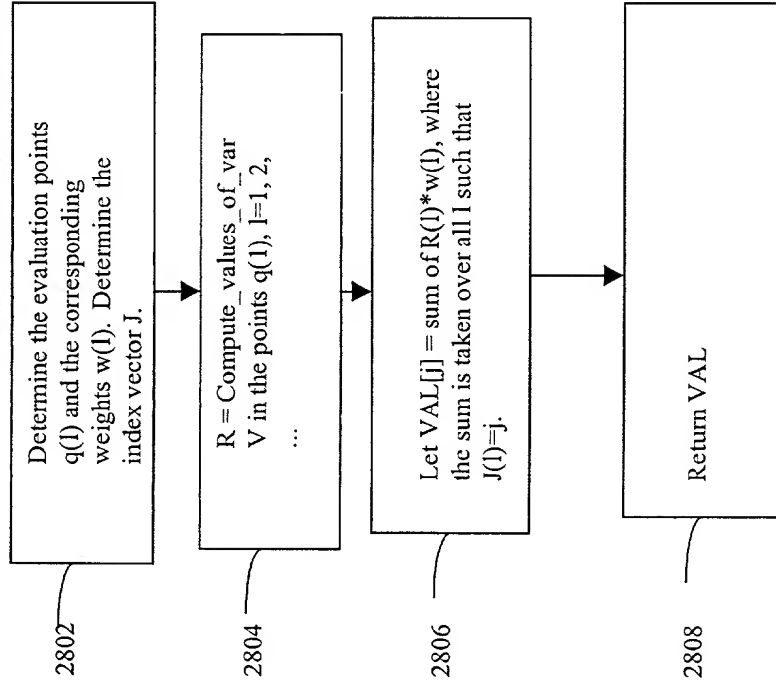 2802
Determine the evaluation points
q(l) and the corresponding
weights w(l). Determine the
index vector J.
2804
R = Compute_values_of_var
V in the points q(l), l=1, 2,
...
2806
Let VAL[j] = sum of R(l)*w(l), where
the sum is taken over all l such that
J(l)=j.
2808
Return VAL